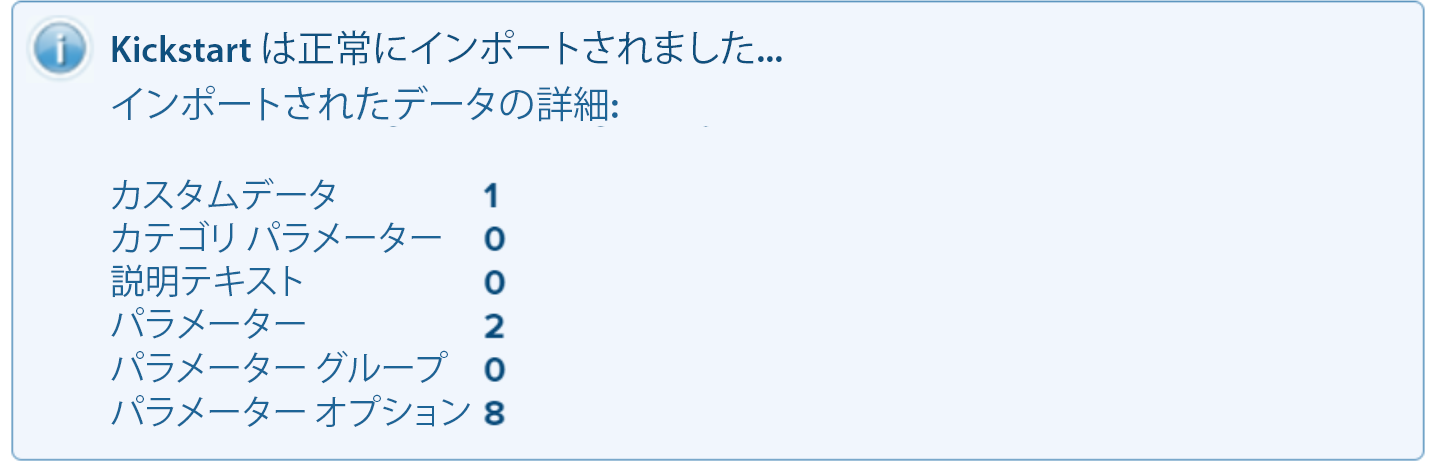 Kickstart は正常にインポートされました...
インポートされたデータの詳細:
カスタムデータ 1
カテゴリ パラメーター 0
説明テキスト 0
パラメーター 2
パラメーター グループ 0
パラメーター オプション 8